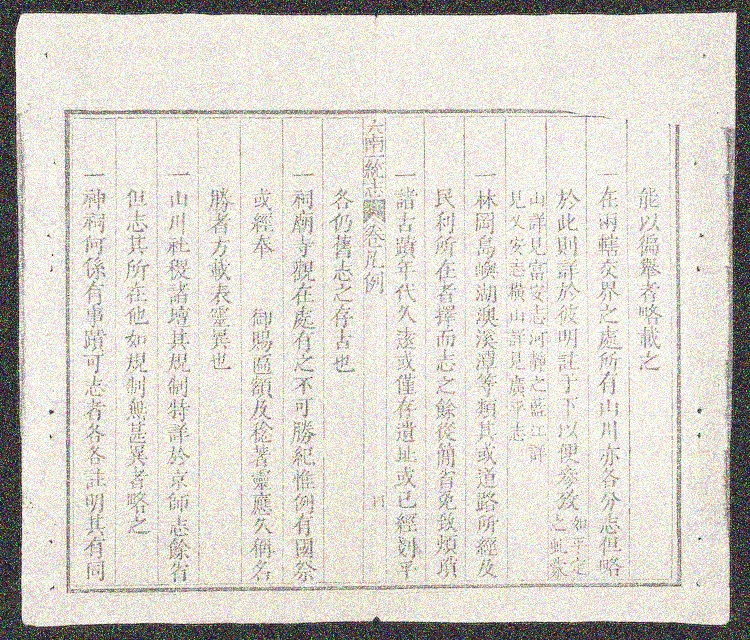 能以徧舉者略載之
一在兩轄交界之處所有山川亦各分志但略
於此則詳於彼明註于下以便參攷如平定之虬蒙
山詳見富安志河靜之藍江詳
見乂安志橫山詳見廣平志
一林岡島嶼湖澳溪潭等類其或道路所經及
民利所在者擇而志之餘從簡省免致煩瑣
一諸古蹟年代久遠或僅存遺址或已經剗平
大南一統志 卷凡例
各仍舊志之存古也
一祠廟寺觀在處有之不可勝紀惟例有國祭
或經奉 御賜匾額及稔著靈應久稱名
勝者方載表靈異也
一山川社稷諸壇其規制特詳於京師志餘省
但志其所在他如規制無甚異者略之
一神祠何係有事蹟可志者各各註明其有同